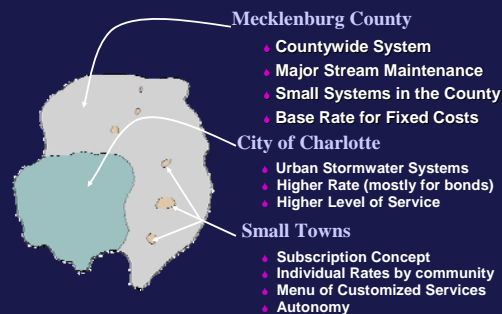 Mecklenburg County
Countywide System
Major Stream Maintenance
Small Systems in the County
Base Rate for Fixed Costs
City of Charlotte
Urban Stormwater Systems
Higher Rate (mostly for bonds)
Higher Level of Service
Small Towns
Subscription Concept
Individual Rates by community
Menu of Customized Services
Autonomy